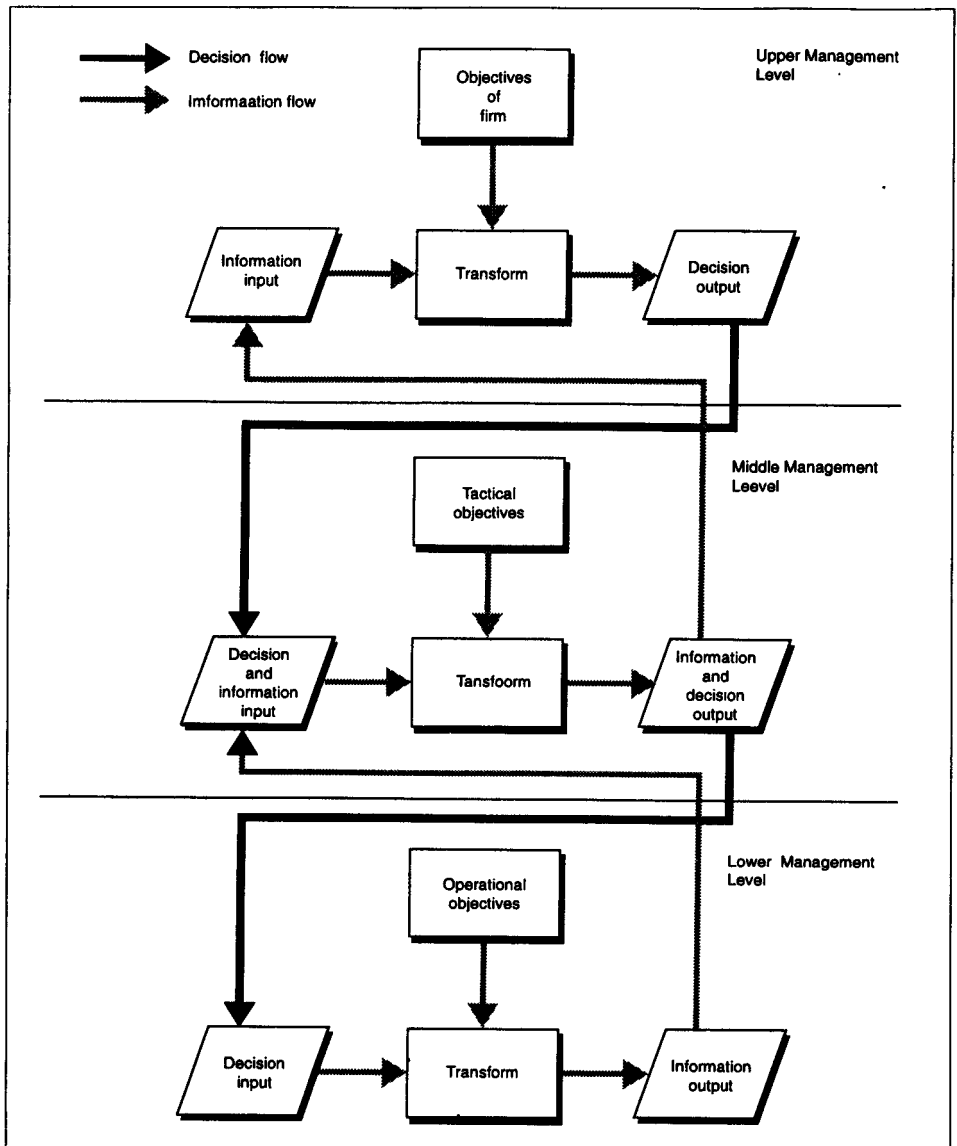 Decision flow
Imformaation flow
Objectives
of
firm
Upper Management
Level
Information
input
Transform
Decision
output
Middle Management
Leevel
Tactical
objectives
Decision
and
information
input
Tansfoorm
Information
and
decision
output
Lower Management
Level
Operational
objectives
Decision
input
Transform
Information
output